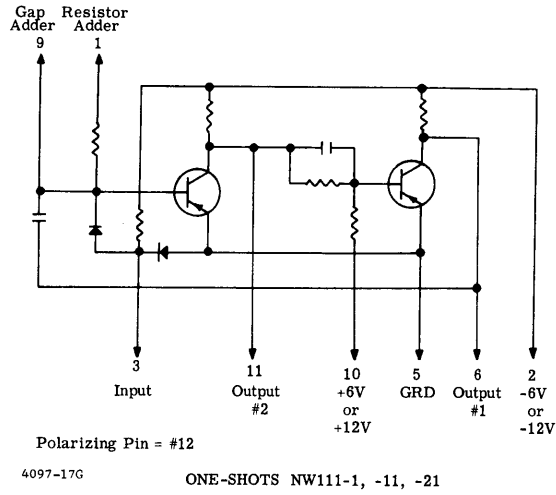 Gap Resistor
Adder Adder
9 1
3 11 10 5 6 2
Input Output +6V GRD Output -6V
#2 or #1 or
+12V -12V
Polarizing Pin = #12
4097-17G ONE-SHOTS NW111-1, -11, -21